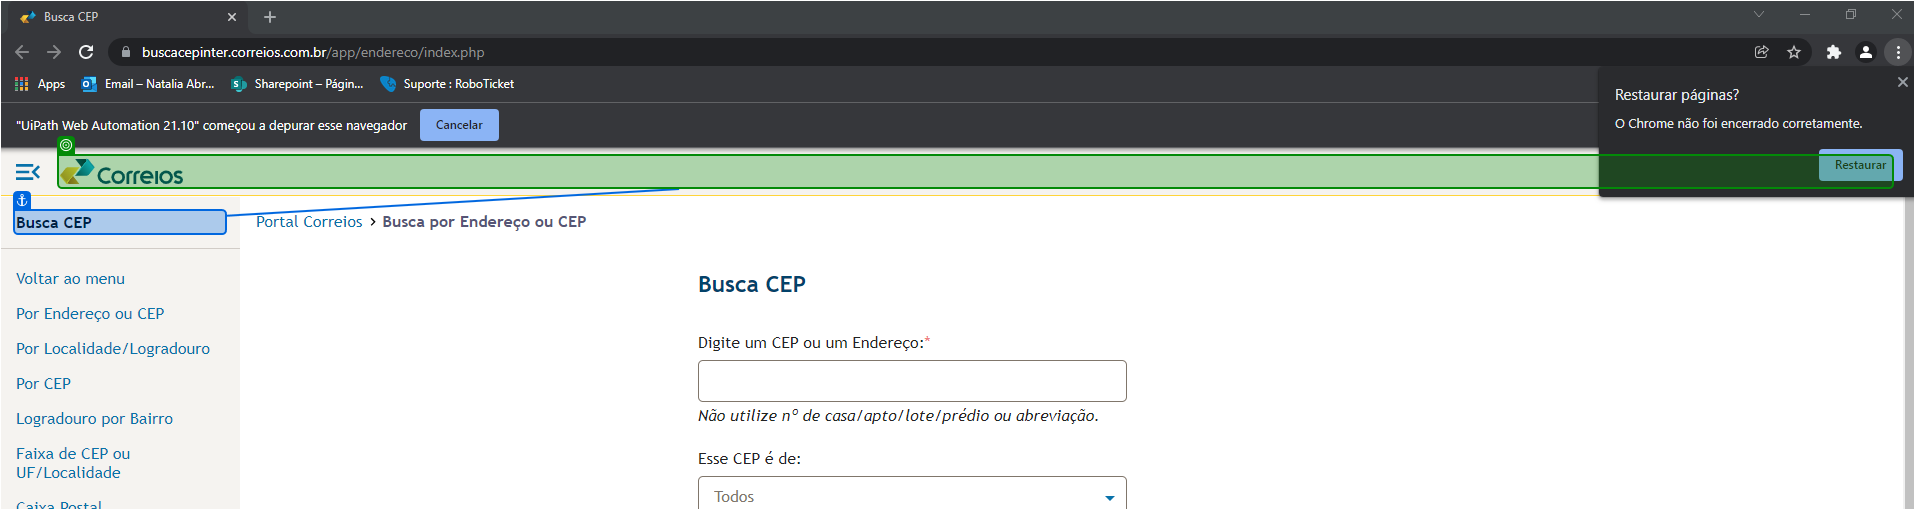 Busca CEP
buscacepinter.correios.com.br/app/endereco/index.php
Apps Email – Natalia Abr... Sharepoint – Págin... Suporte : RoboTicket
"UiPath Web Automation 21.10" começou a depurar esse navegador Cancelar
Restaurar páginas?
O Chrome não foi encerrado corretamente.
Restaurar
Correios
Busca CEP
Portal Correios > Busca por Endereço ou CEP
Voltar ao menu
Por Endereço ou CEP
Por Localidade/Logradouro
Por CEP
Logradouro por Bairro
Faixa de CEP ou
UF/Localidade
Caixa Postal
Busca CEP
Digite um CEP ou um Endereço:*
Não utilize nº de casa/apto/lote/prédio ou abreviação.
Esse CEP é de:
Todos